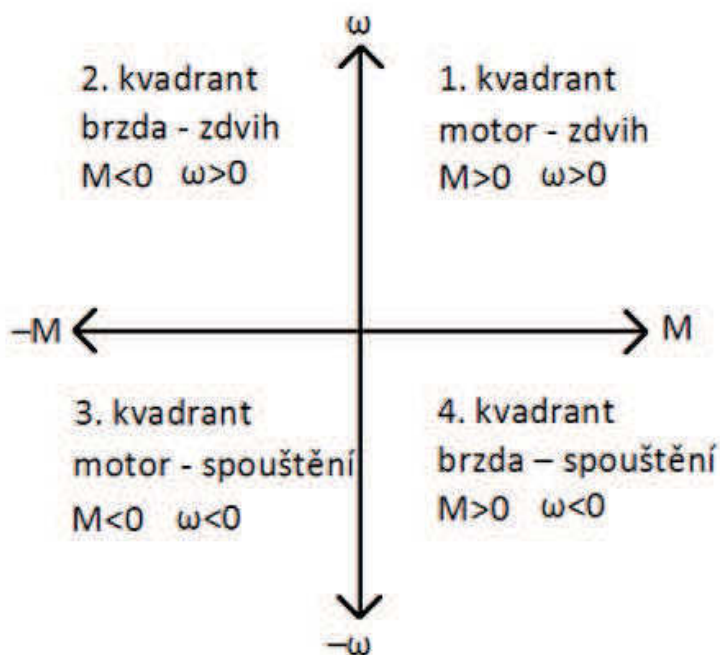 ω
2. kvadrant
brzda - zdvih
M<0 ω>0
1. kvadrant
motor - zdvih
M>0 ω>0
–M
M
3. kvadrant
motor - spouštění
M<0 ω<0
4. kvadrant
brzda – spouštění
M>0 ω<0
–ω